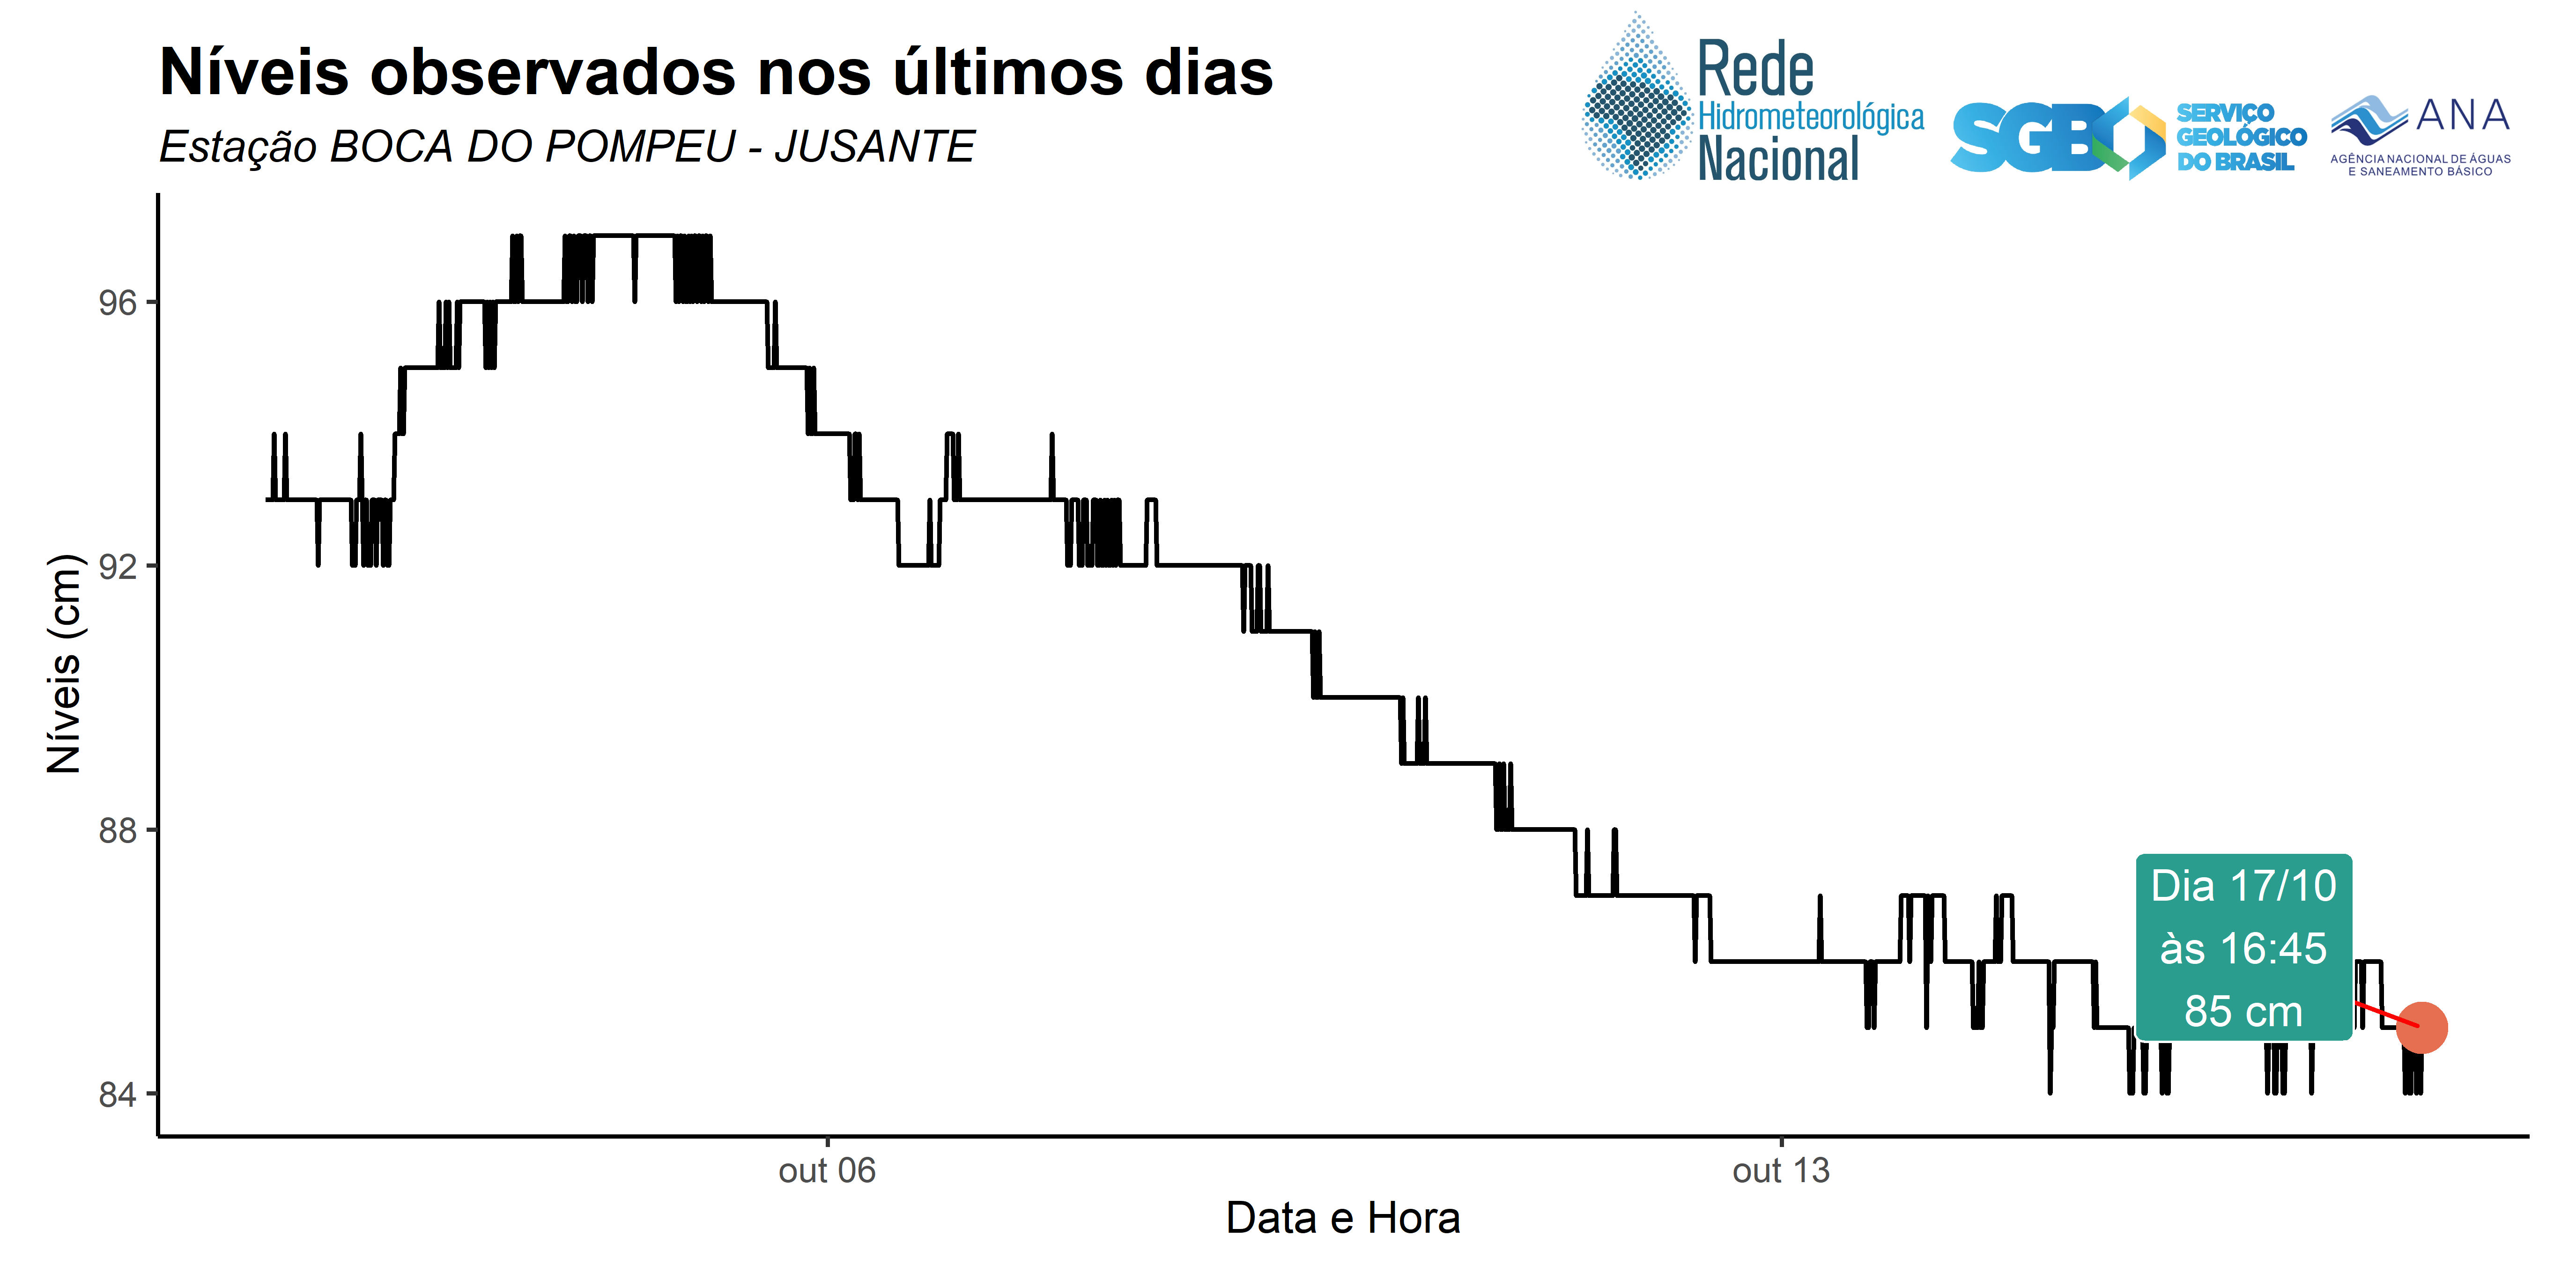 Níveis observados nos últimos dias
Estação BOCA DO POMPEU - JUSANTE
Rede
Hidrometeorológica
Nacional
SGB
SERVIÇO
GEOLÓGICO
DO BRASIL
ANA
AGÊNCIA NACIONAL DE ÁGUAS
E SANEAMENTO BÁSICO
Níveis (cm)
96
92
88
84
Dia 17/10
às 16:45
85 cm
out 06
out 13
Data e Hora